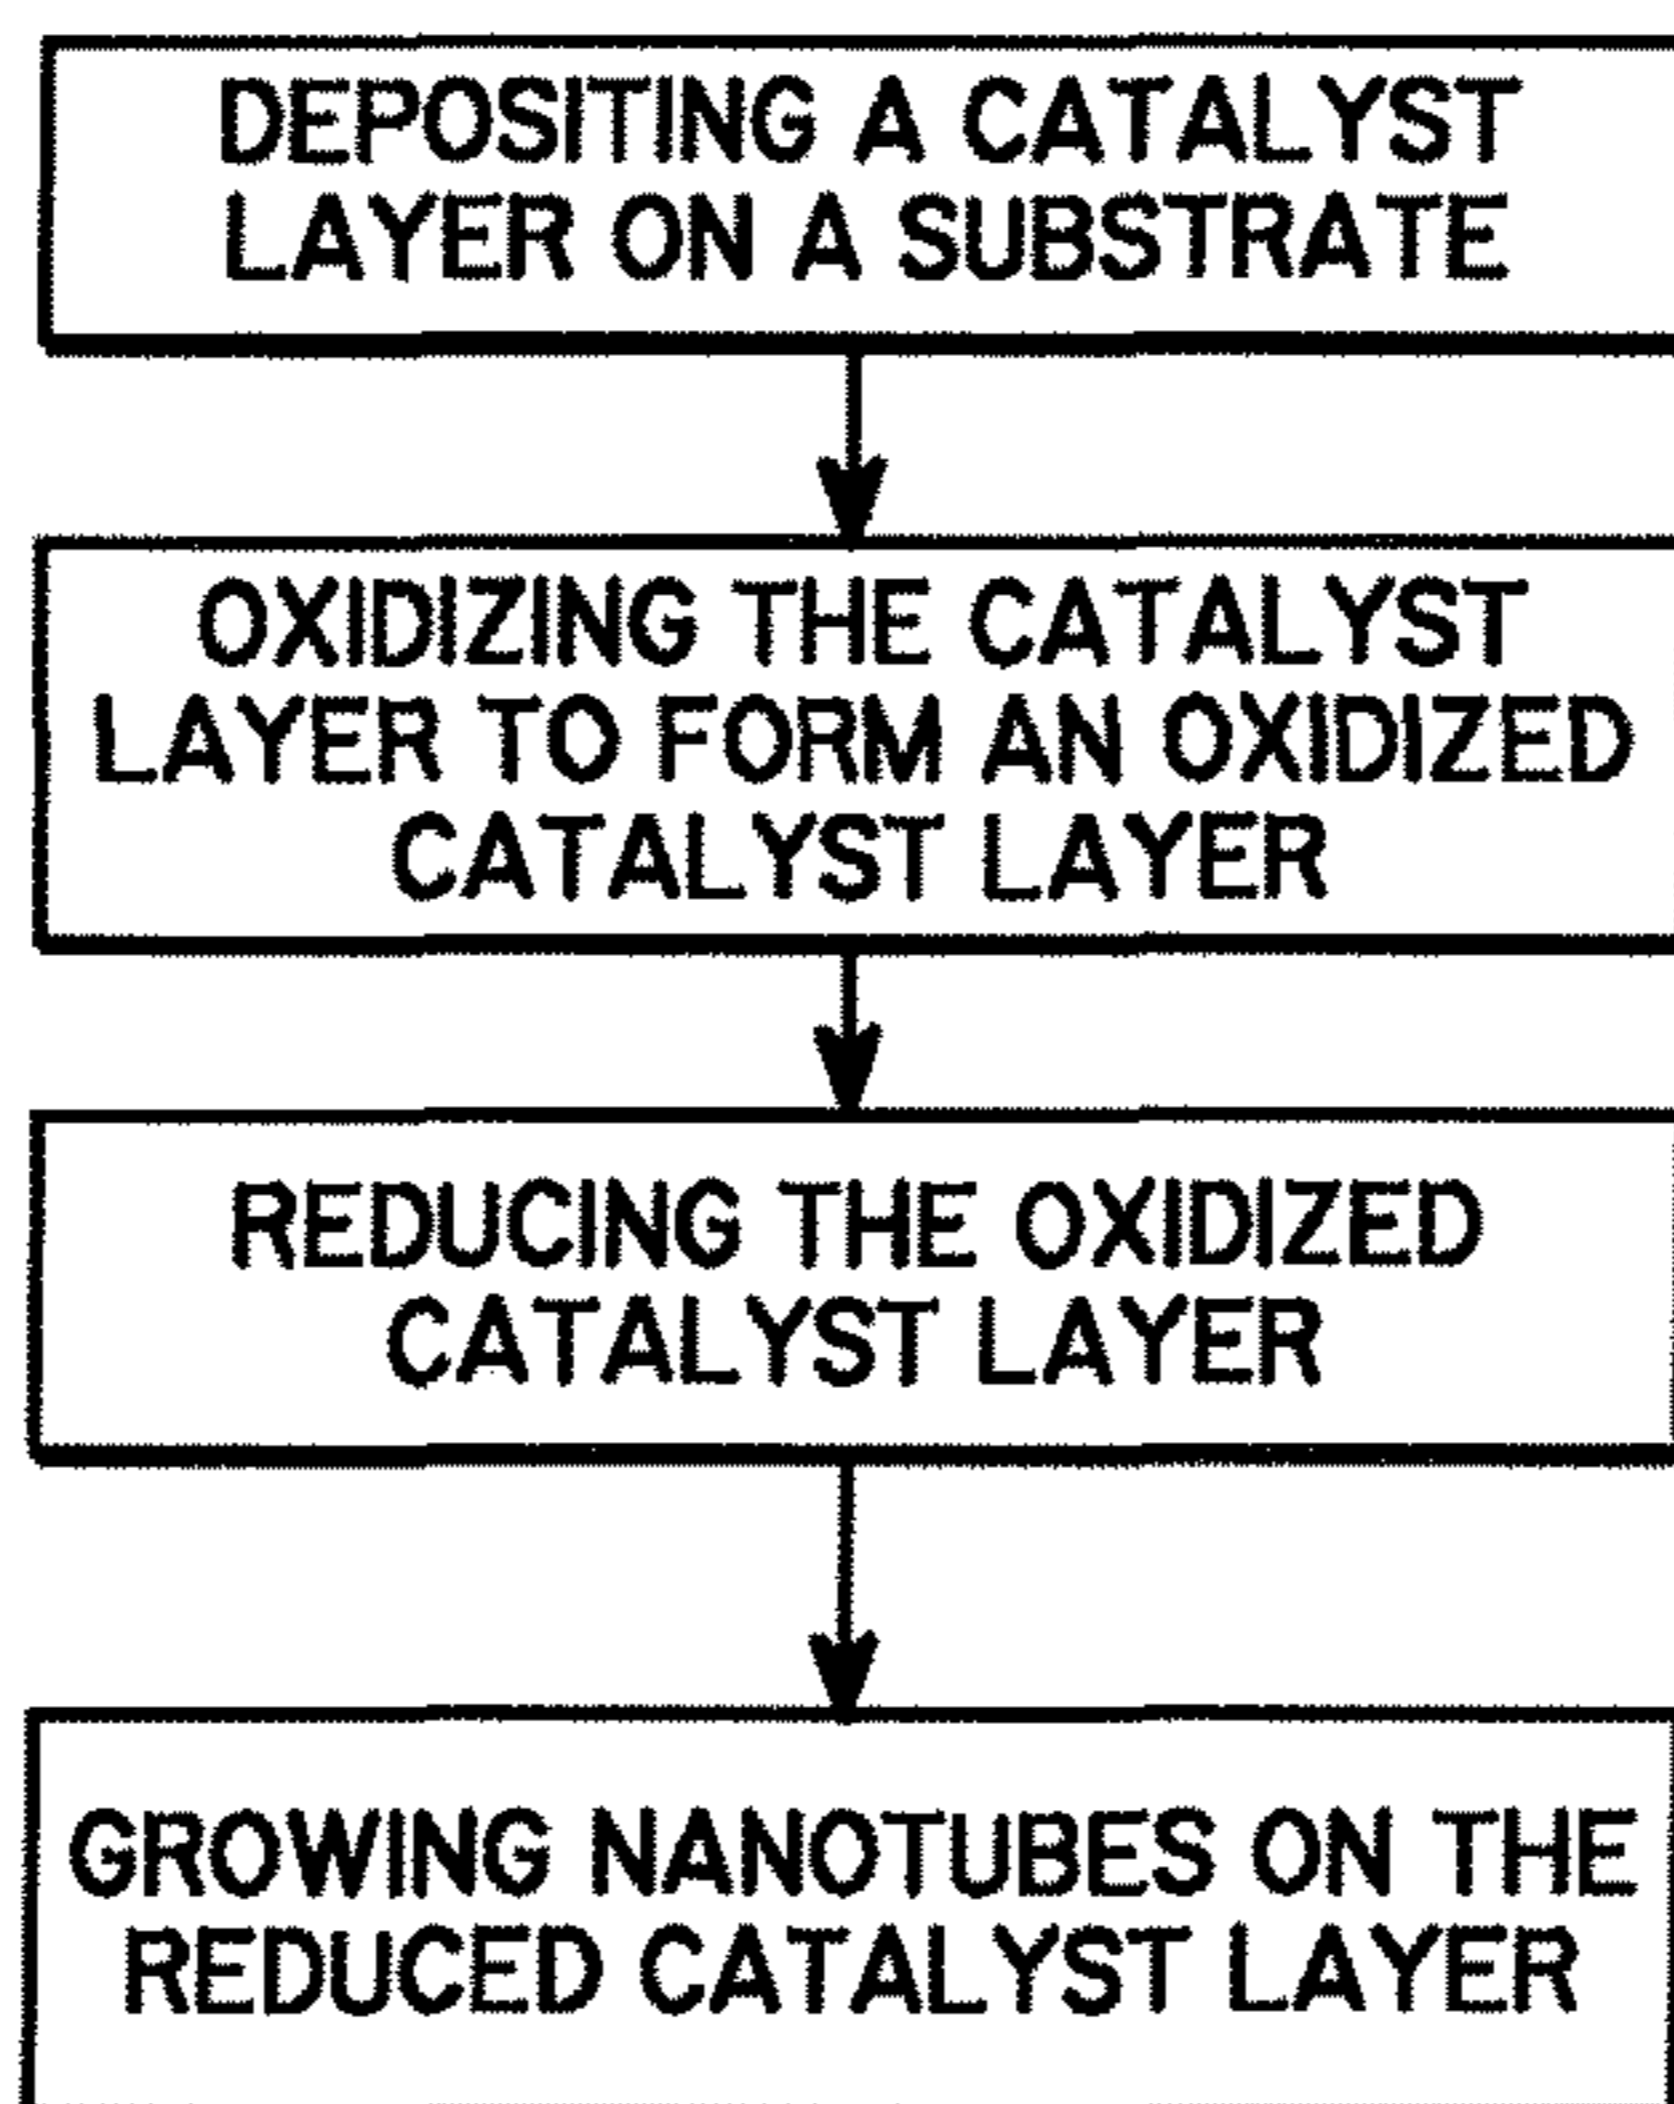 DEPOSITING A CATALYST
LAYER ON A SUBSTRATE
OXIDIZING THE CATALYST
LAYER TO FORM AN OXIDIZED
CATALYST LAYER
REDUCING THE OXIDIZED
CATALYST LAYER
GROWING NANOTUBES ON THE
REDUCED CATALYST LAYER